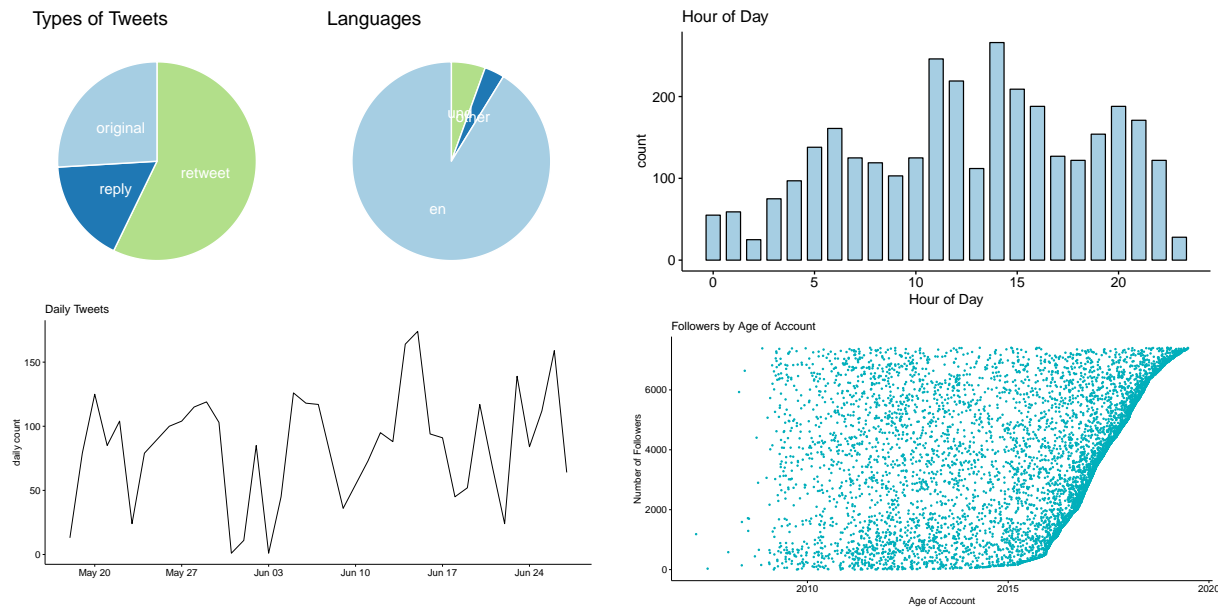 Types of Tweets
original
reply
retweet
Languages
und
other
en
Hour of Day
count
200
100
0
0 5 10 15 20
Hour of Day
Daily Tweets
daily count
150
100
50
0
May 20 May 27 Jun 03 Jun 10 Jun 17 Jun 24
Followers by Age of Account
Number of Followers
6000
4000
2000
0
2010 2015 2020
Age of Account